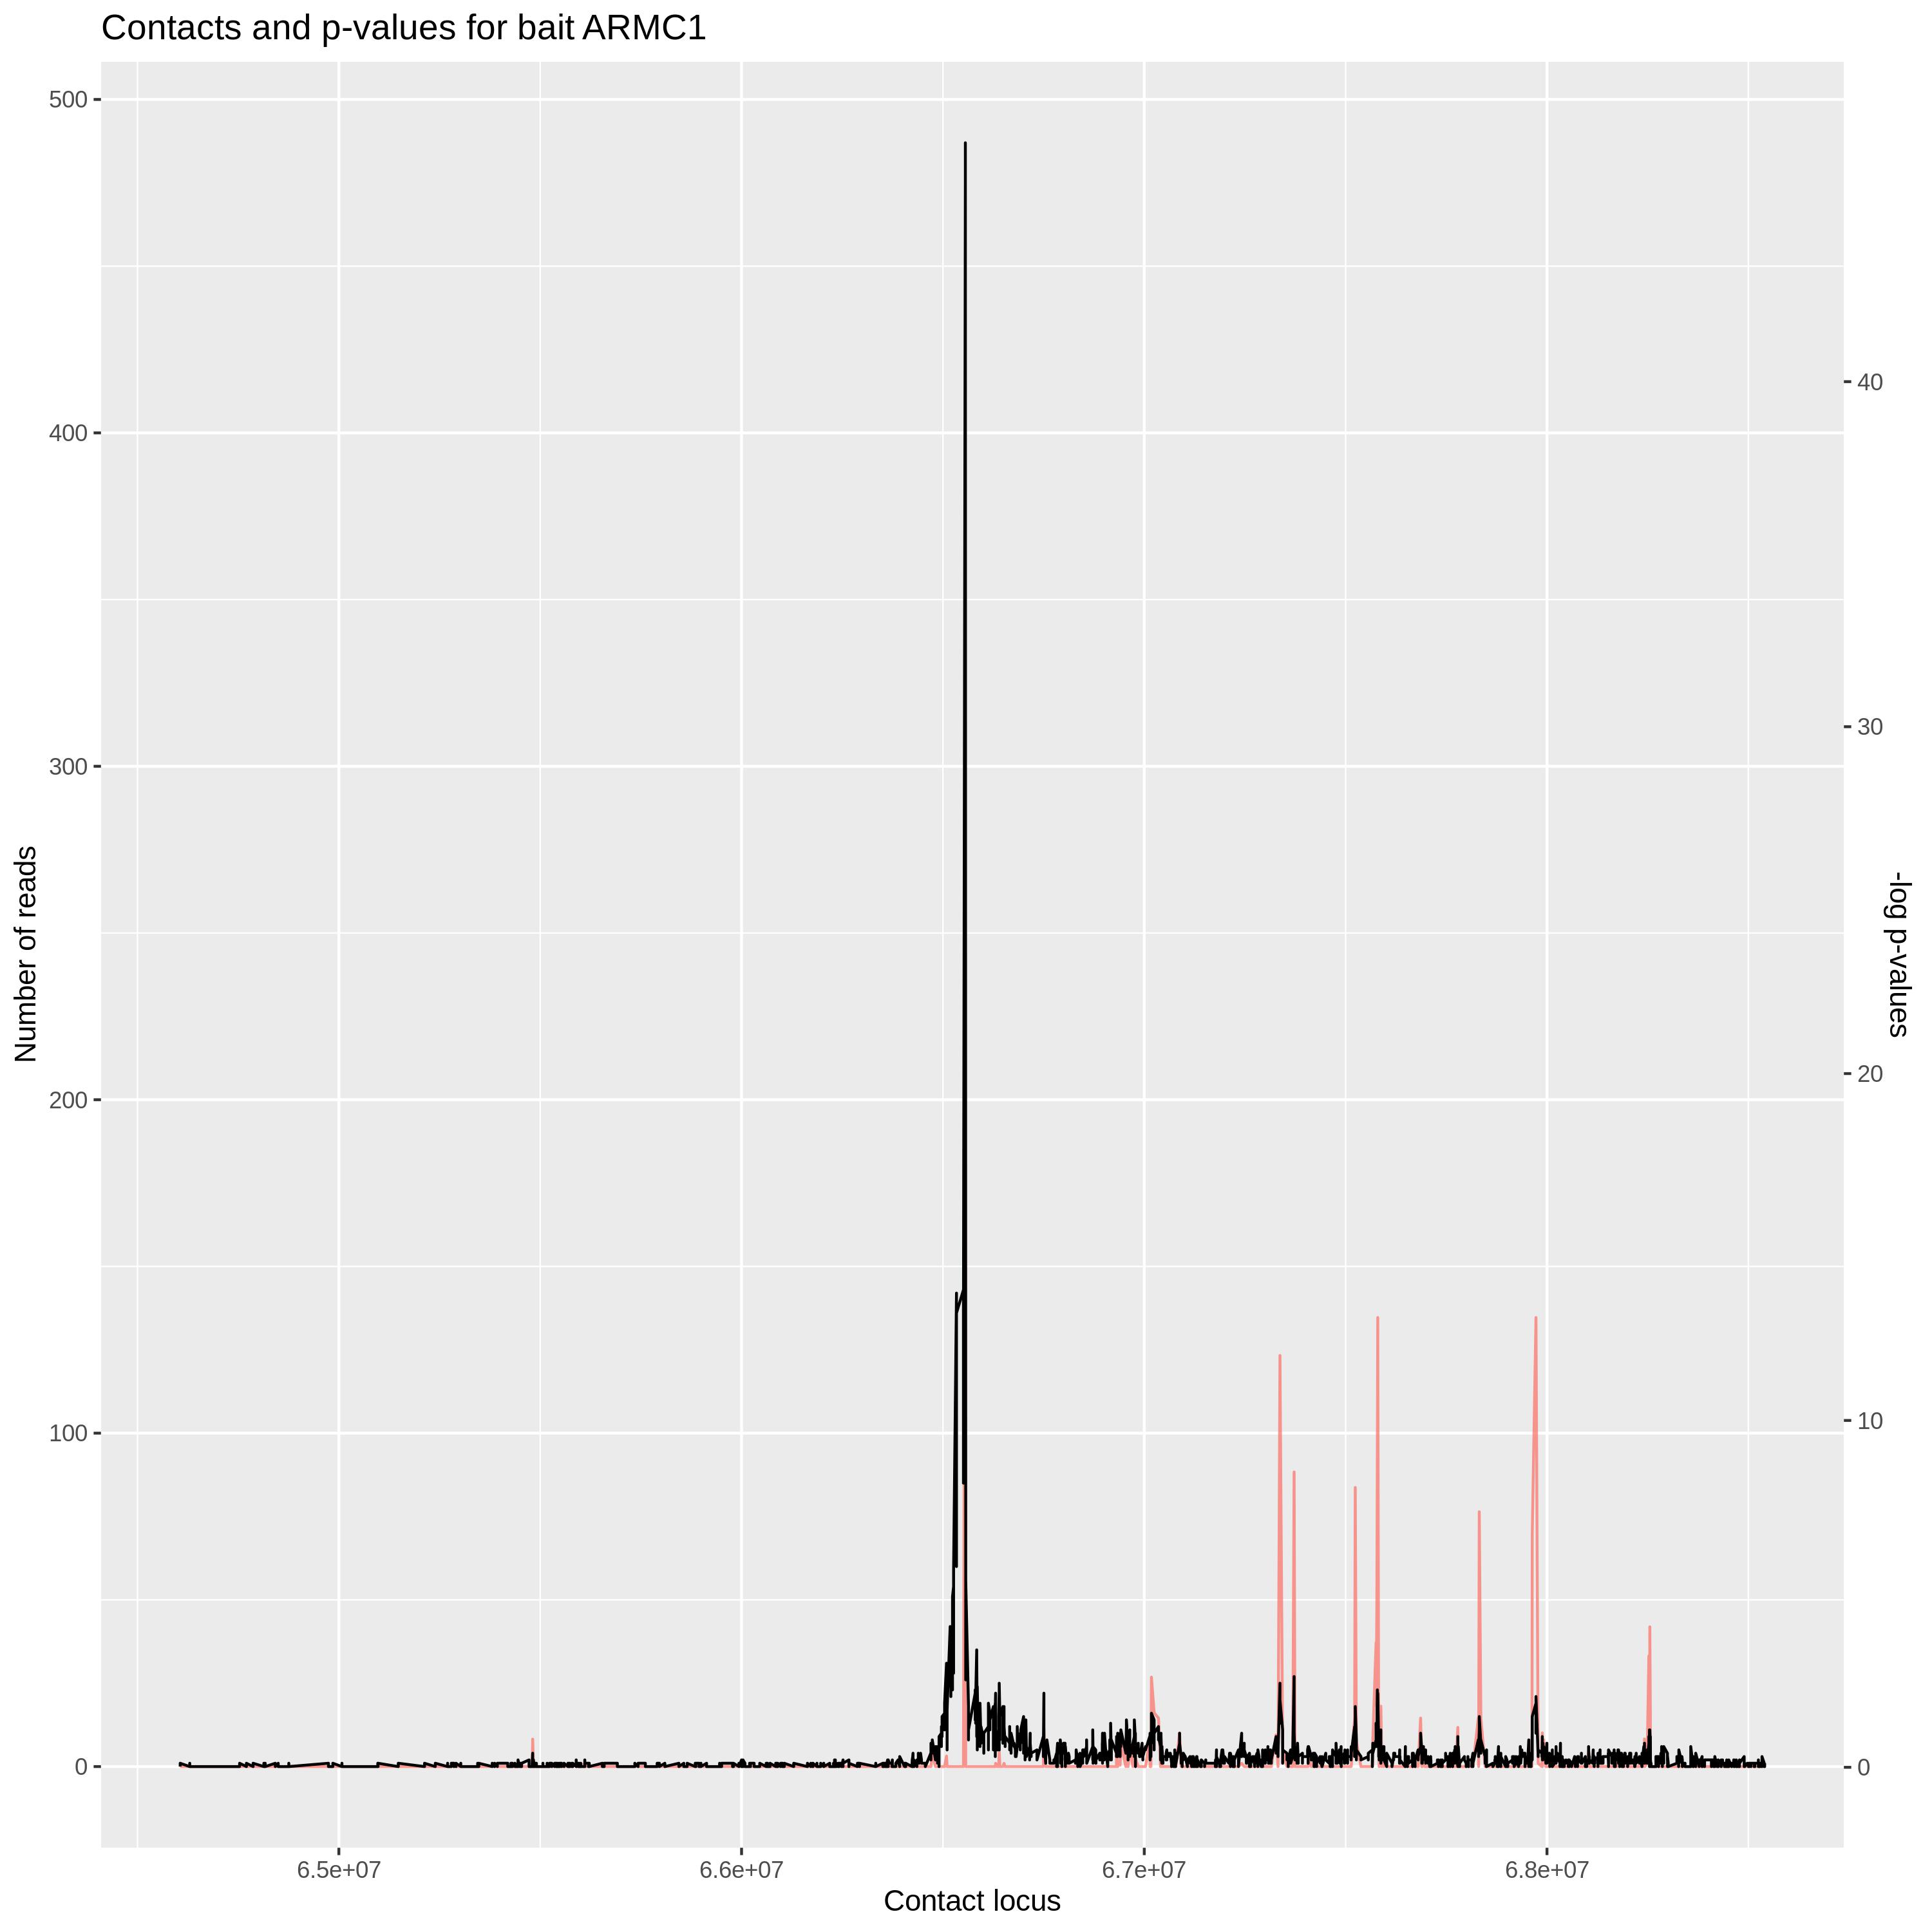 Contacts and p-values for bait ARMC1
500
400
300
200
100
0
Number of reads
40
30
20
10
0
-log p-values
6.5e+07
6.6e+07
6.7e+07
6.8e+07
Contact locus